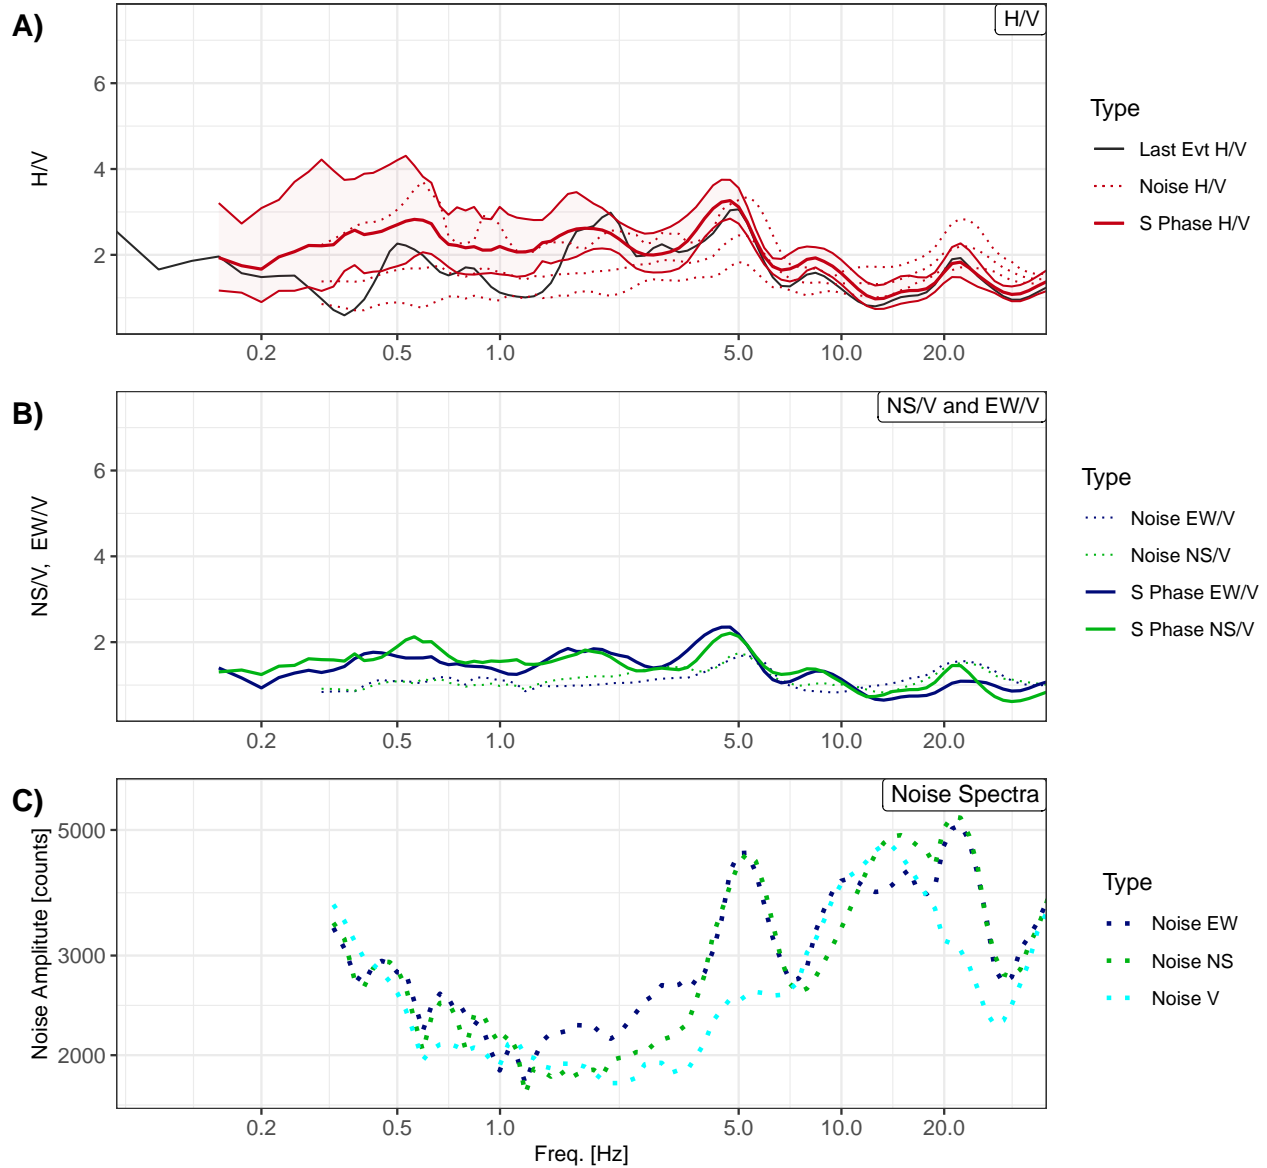 A)
H/V
6
4
2
H/V
0.2 0.5 1.0 5.0 10.0 20.0
Type
Last Evt H/V
Noise H/V
S Phase H/V
B)
NS/V and EW/V
6
4
2
NS/V, EW/V
0.2 0.5 1.0 5.0 10.0 20.0
Type
Noise EW/V
Noise NS/V
S Phase EW/V
S Phase NS/V
C)
Noise Spectra
5000
3000
2000
Noise Amplitute [counts]
0.2 0.5 1.0 5.0 10.0 20.0
Freq. [Hz]
Type
Noise EW
Noise NS
Noise V